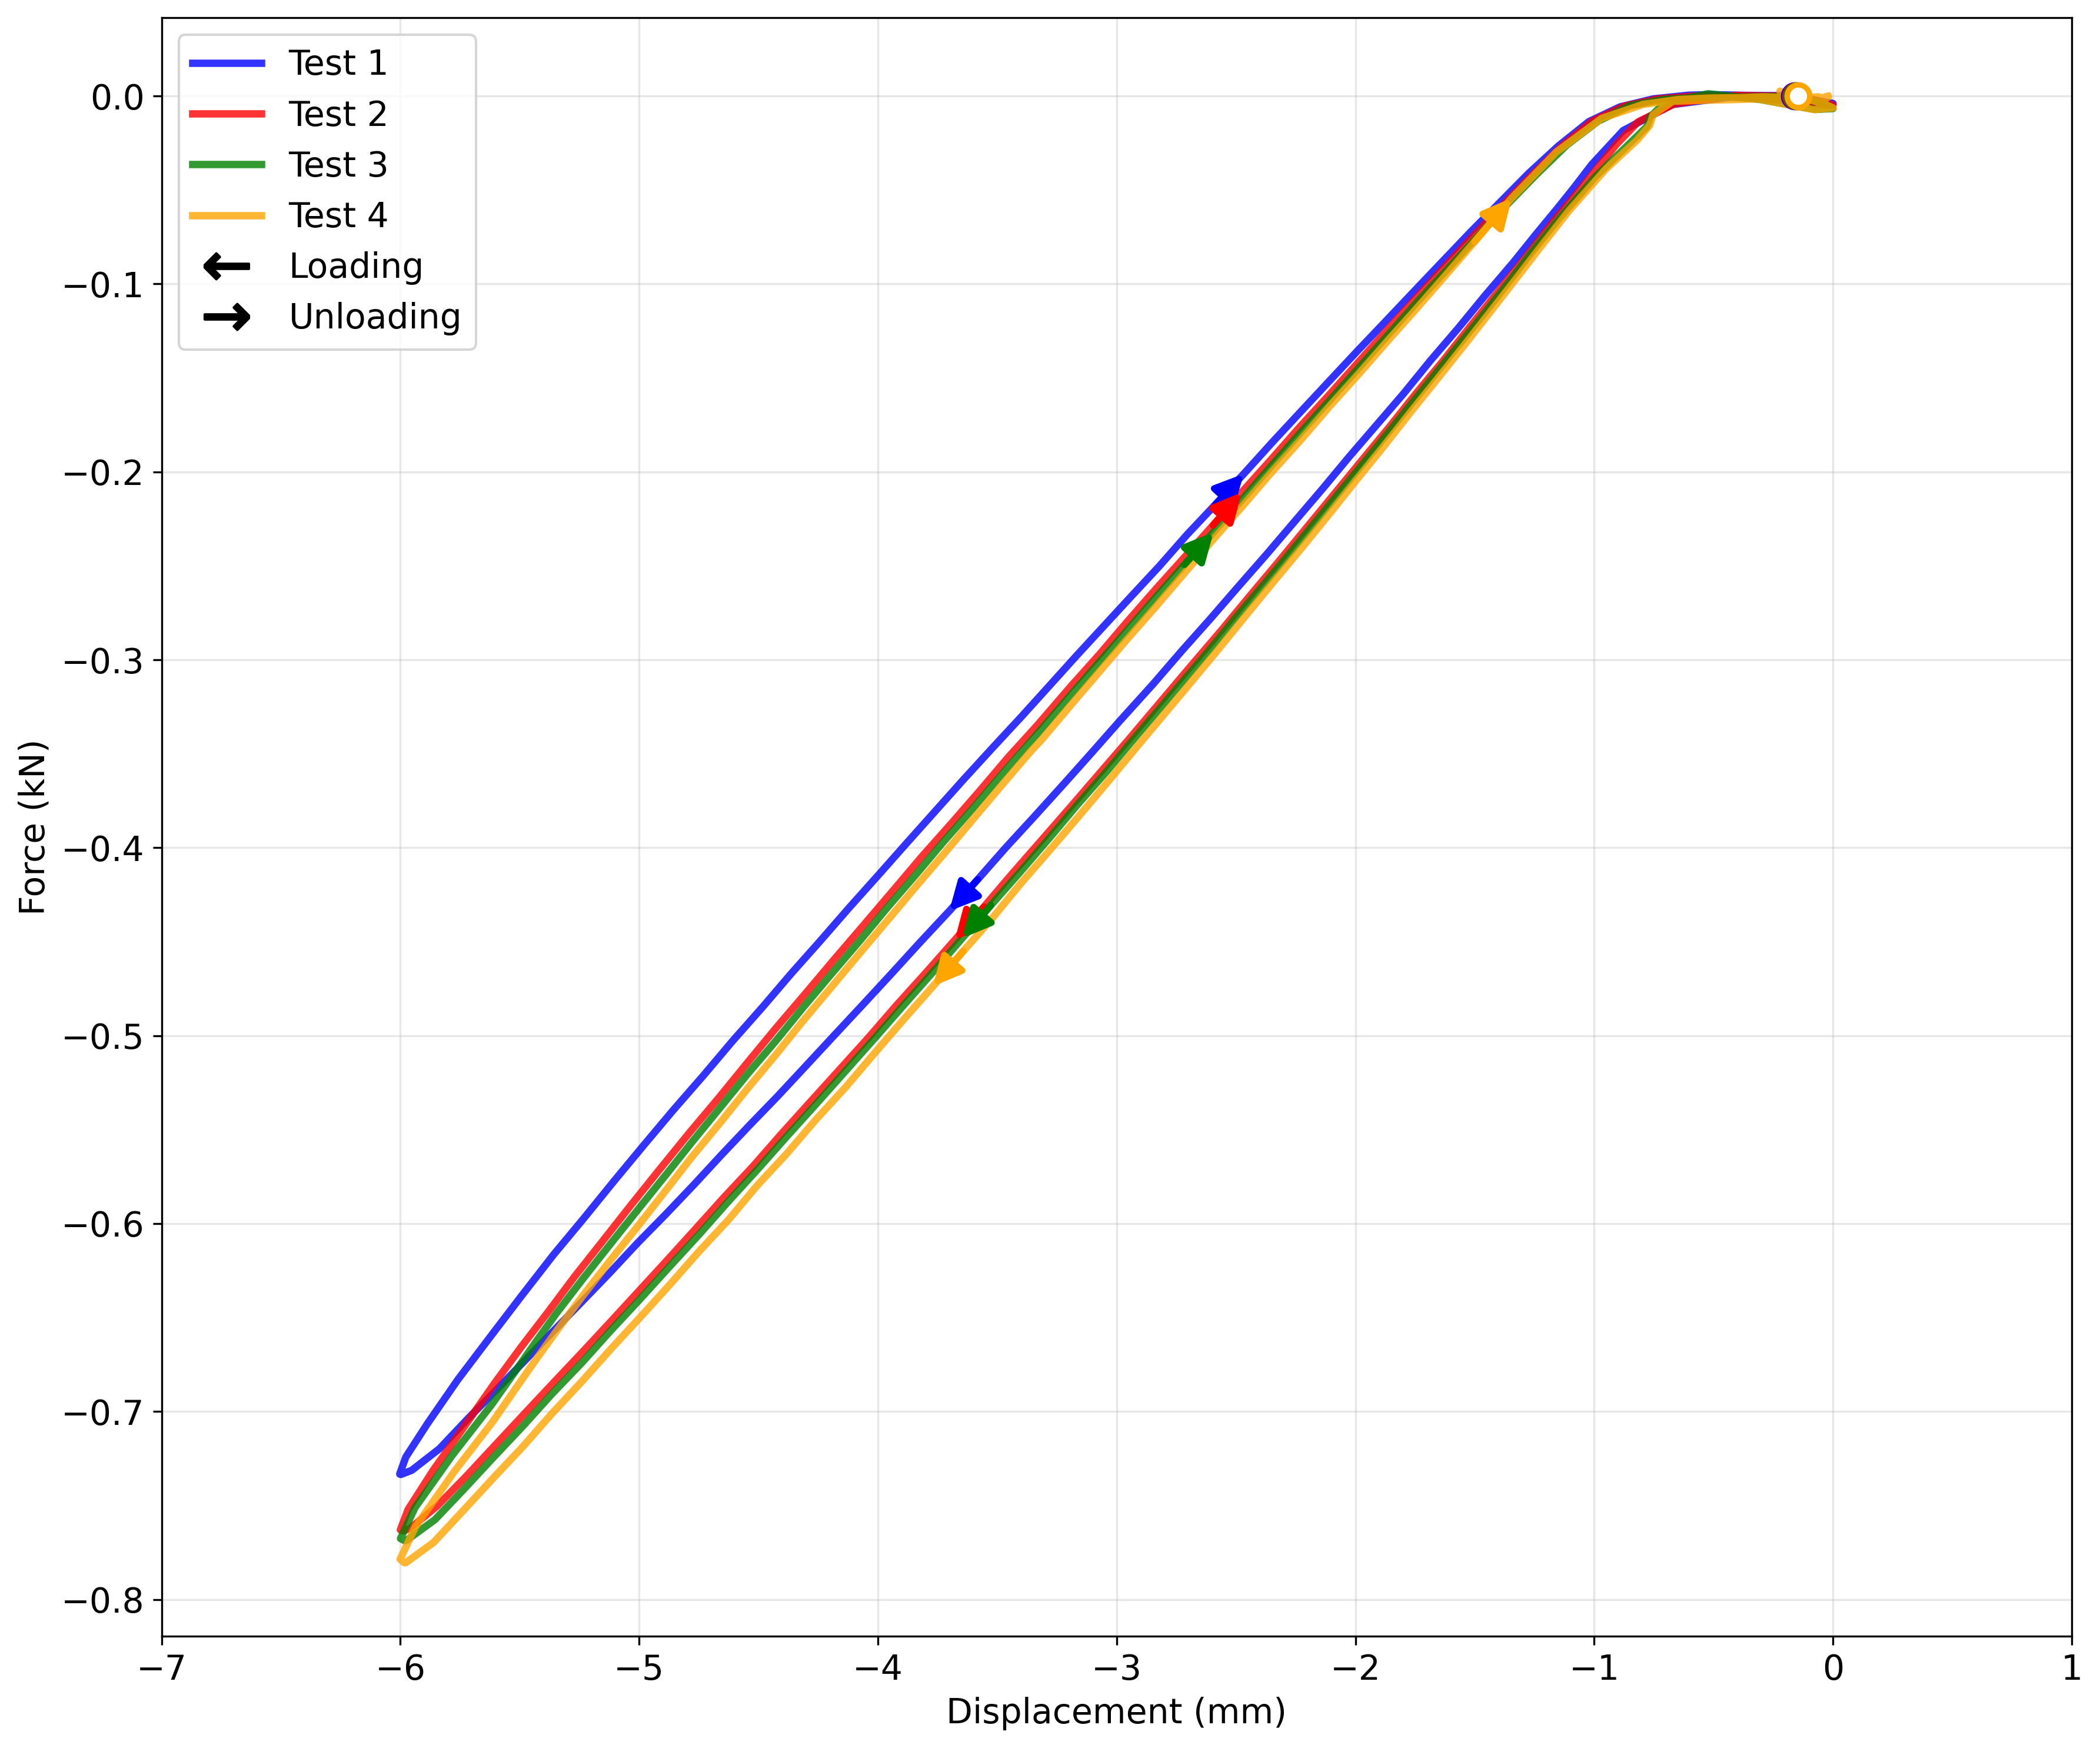 Test 1
Test 2
Test 3
Test 4
Loading
Unloading
0.0
−0.1
−0.2
−0.3
−0.4
−0.5
−0.6
−0.7
−0.8
Force (kN)
−7 −6 −5 −4 −3 −2 −1 0 1
Displacement (mm)